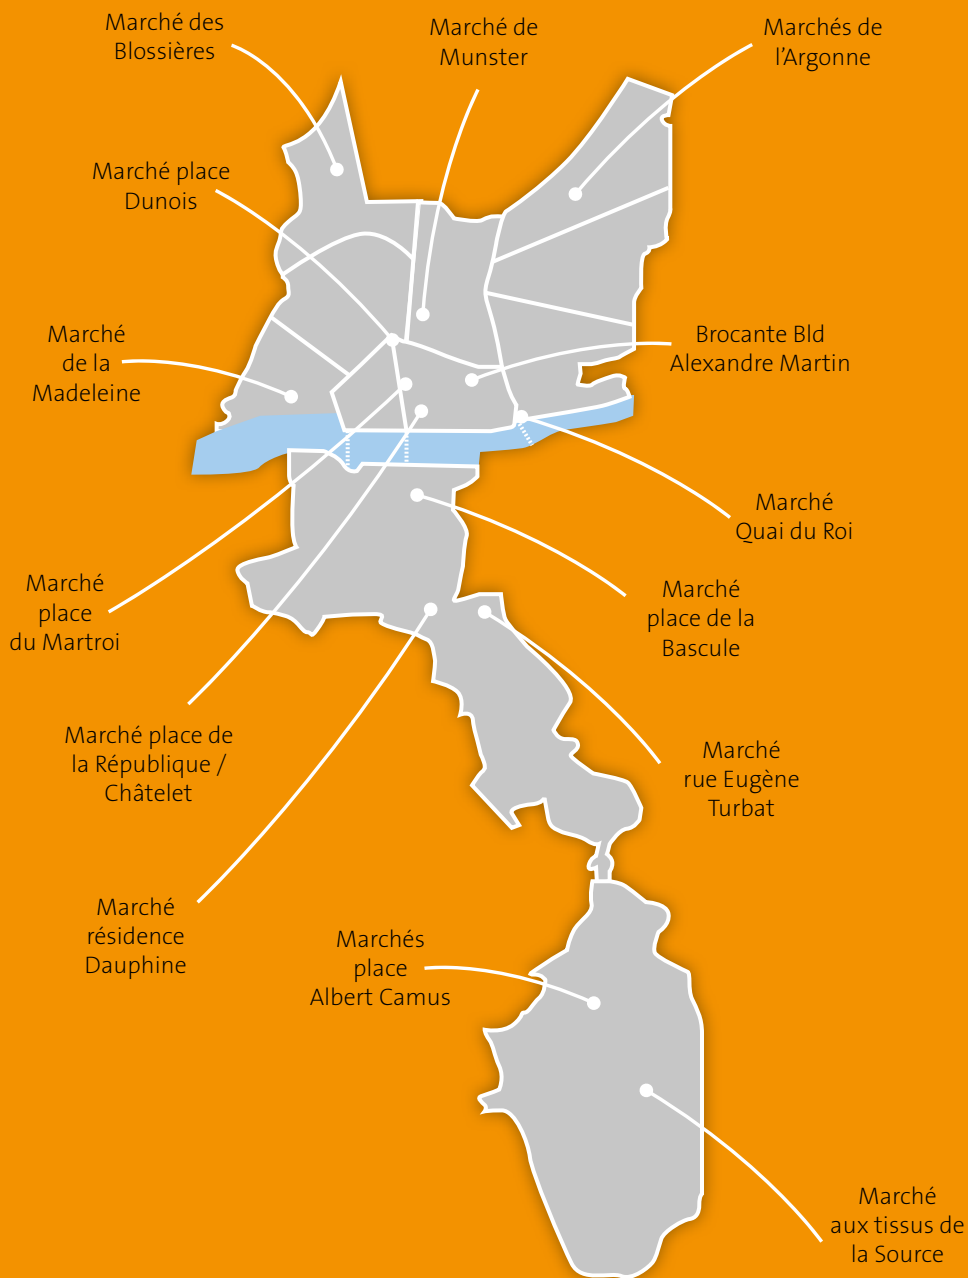 Marché des
Blossières
Marché de
Munster
Marchés de
l'Argonne
Marché place
Dunois
Marché
de la
Madeleine
Brocante Bld
Alexandre Martin
Marché
Quai du Roi
Marché
place
du Martroi
Marché
place de la
Bascule
Marché place de
la République /
Châtelet
Marché
rue Eugène
Turbat
Marché
résidence
Dauphine
Marchés
place
Albert Camus
Marché
aux tissus de
la Source